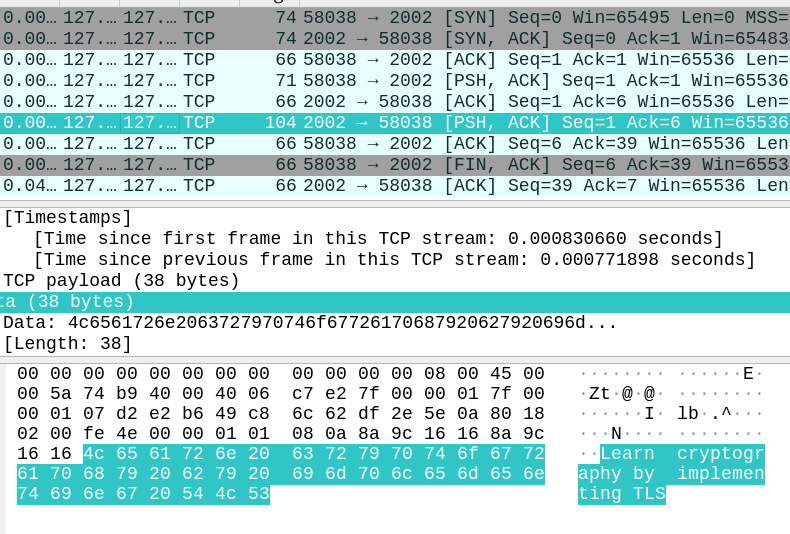 0.00… 127.… 127.… TCP 74 58038 → 2002 [SYN] Seq=0 Win=65495 Len=0 MSS=
0.00… 127.… 127.… TCP 74 2002 → 58038 [SYN, ACK] Seq=0 Ack=1 Win=65483
0.00… 127.… 127.… TCP 66 58038 → 2002 [ACK] Seq=1 Ack=1 Win=65536 Len=
0.00… 127.… 127.… TCP 71 58038 → 2002 [PSH, ACK] Seq=1 Ack=1 Win=65536
0.00… 127.… 127.… TCP 66 2002 → 58038 [ACK] Seq=1 Ack=6 Win=65536 Len=
0.00… 127.… 127.… TCP 104 2002 → 58038 [PSH, ACK] Seq=1 Ack=6 Win=65536
0.00… 127.… 127.… TCP 66 58038 → 2002 [ACK] Seq=6 Ack=39 Win=65536 Len
0.00… 127.… 127.… TCP 66 58038 → 2002 [FIN, ACK] Seq=6 Ack=39 Win=6553
0.04… 127.… 127.… TCP 66 2002 → 58038 [ACK] Seq=39 Ack=7 Win=65536 Len
[Timestamps]
[Time since first frame in this TCP stream: 0.000830660 seconds]
[Time since previous frame in this TCP stream: 0.000771898 seconds]
TCP payload (38 bytes)
ta (38 bytes)
Data: 4c6561726e2063727970746f6772617068792062792069​6d...
[Length: 38]
00 00 00 00 00 00 00 00 00 00 00 00 08 00 45 00 ········ ······E·
00 5a 74 b9 40 00 40 06 c7 e2 7f 00 00 01 7f 00 ·Zt·@·@· ········
00 01 07 d2 e2 b6 49 c8 6c 62 df 2e 5e 0a 80 18 ······I· lb·.^···
02 00 fe 4e 00 00 01 01 08 0a 8a 9c 16 16 8a 9c ···N···· ········
16 16 4c 65 61 72 6e 20 63 72 79 70 74 6f 67 72 ··Learn cryptogr
61 70 68 79 20 62 79 20 69 6d 70 6c 65 6d 65 6e aphy by implemen
74 69 6e 67 20 54 4c 53 ting TLS